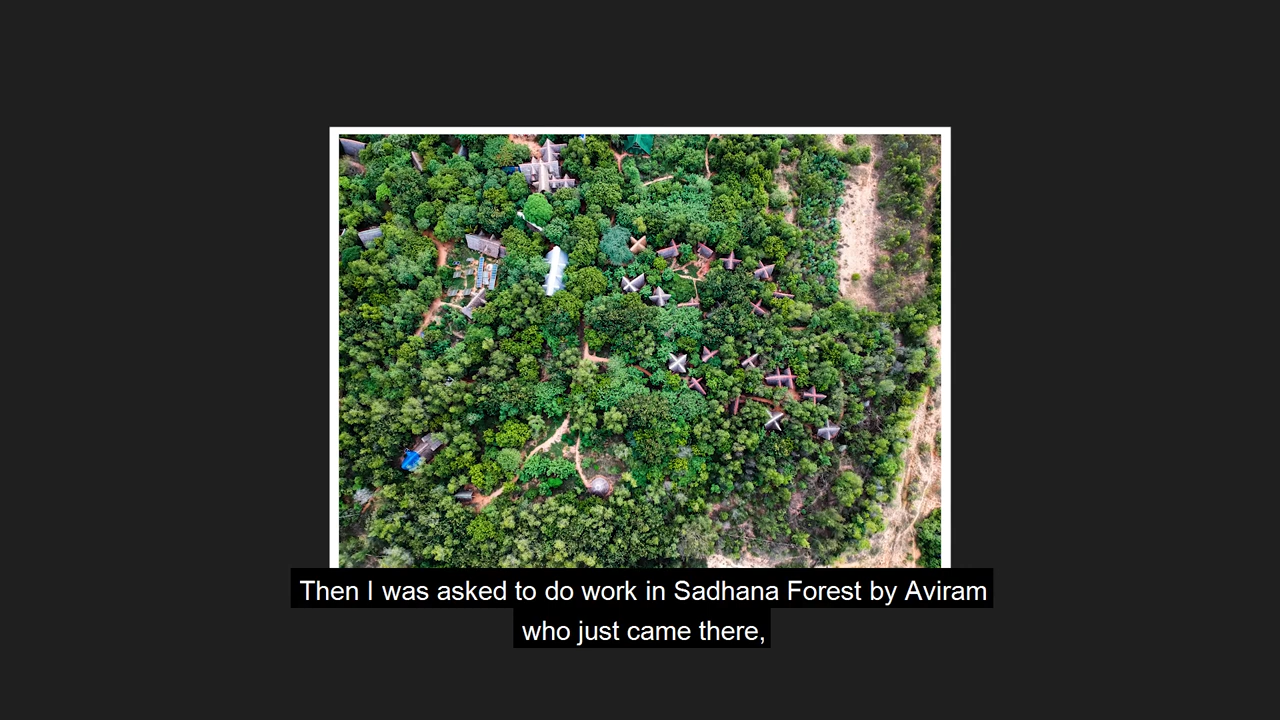 Then I was asked to do work in Sadhana Forest by Aviram
who just came there,